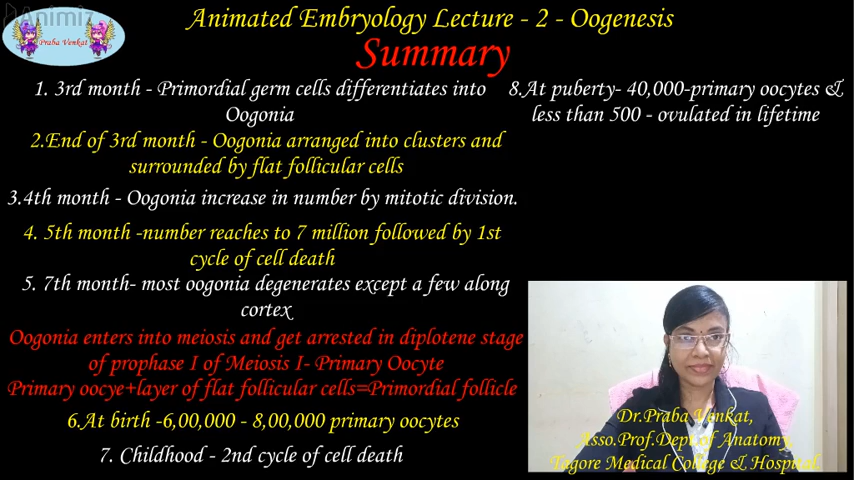 Animiz
Praba Venkat
Animated Embryology Lecture - 2 - Oogenesis
Summary
1. 3rd month - Primordial germ cells differentiates into
Oogonia
2.End of 3rd month - Oogonia arranged into clusters and
surrounded by flat follicular cells
3.4th month - Oogonia increase in number by mitotic division.
4. 5th month -number reaches to 7 million followed by 1st
cycle of cell death
5. 7th month- most oogonia degenerates except a few along
cortex
Oogonia enters into meiosis and get arrested in diplotene stage
of prophase I of Meiosis I- Primary Oocyte
Primary oocye+layer of flat follicular cells=Primordial follicle
6.At birth -6,00,000 - 8,00,000 primary oocytes
7. Childhood - 2nd cycle of cell death
8.At puberty- 40,000-primary oocytes &
less than 500 - ovulated in lifetime
Dr.Praba Venkat,
Asso.Prof.Dept of Anatomy,
Tagore Medical College & Hospital.